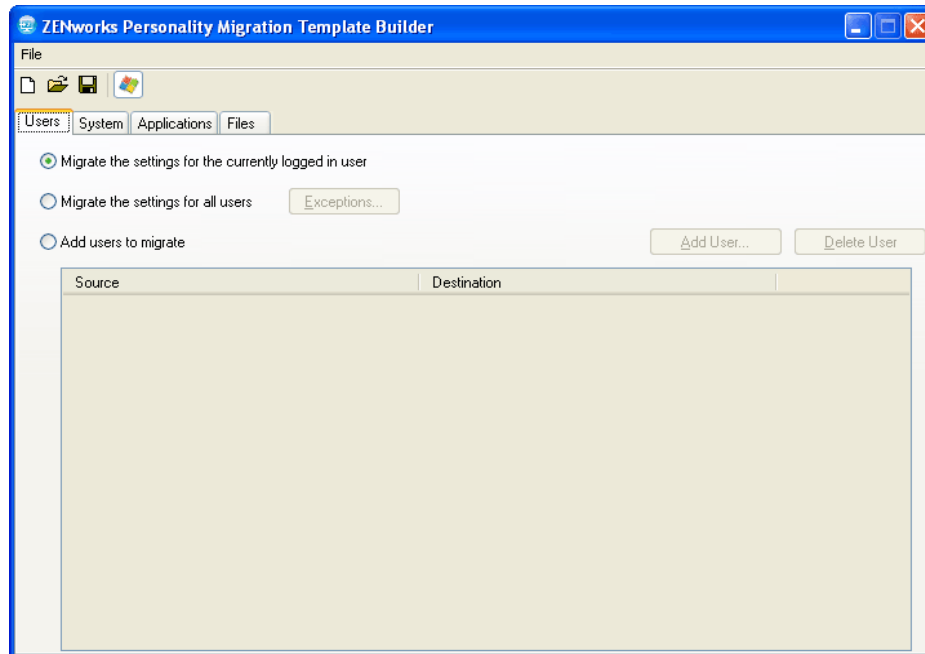 ZENworks Personality Migration Template Builder
File
Users System Applications Files
Migrate the settings for the currently logged in user
Migrate the settings for all users Exceptions...
Add users to migrate Add User... Delete User
Source Destination